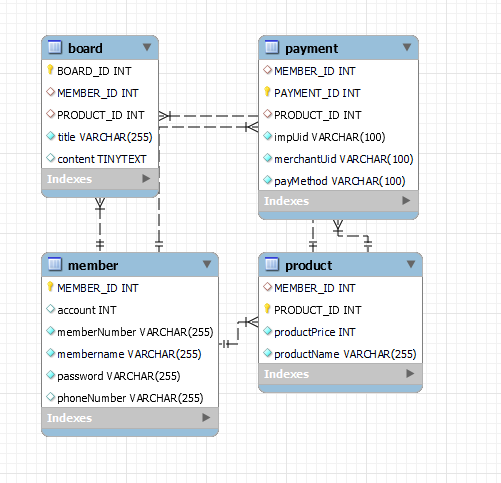 board
BOARD_ID INT
MEMBER_ID INT
PRODUCT_ID INT
title VARCHAR(255)
content TINYTEXT
Indexes
payment
MEMBER_ID INT
PAYMENT_ID INT
PRODUCT_ID INT
impUid VARCHAR(100)
merchantUid VARCHAR(100)
payMethod VARCHAR(100)
Indexes
member
MEMBER_ID INT
account INT
memberNumber VARCHAR(255)
membername VARCHAR(255)
password VARCHAR(255)
phoneNumber VARCHAR(255)
Indexes
product
MEMBER_ID INT
PRODUCT_ID INT
productPrice INT
productName VARCHAR(255)
Indexes